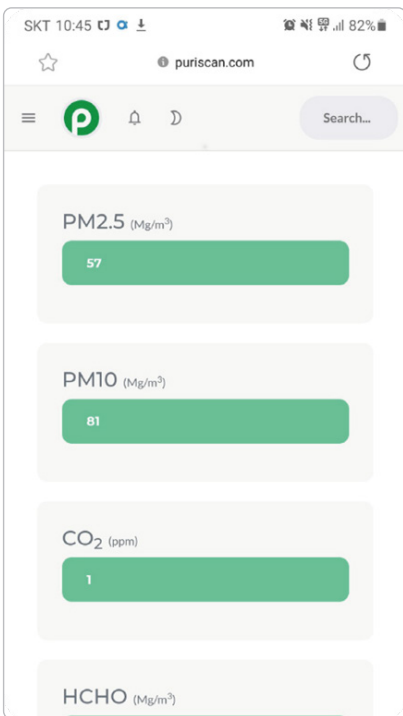 SKT 10:45 82%
puriscan.com
Search...
PM2.5 (Mg/m³)
57
PM10 (Mg/m³)
81
CO₂ (ppm)
1
HCHO (Mg/m³)